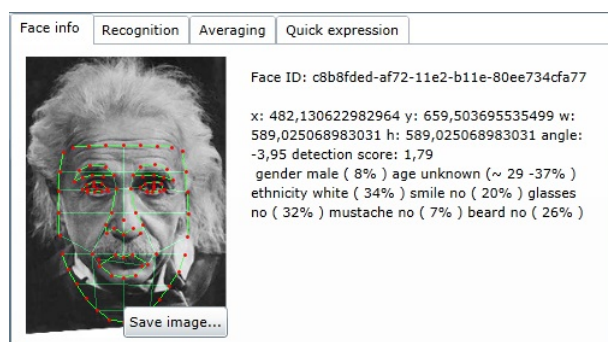 Face info Recognition Averaging Quick expression
Face ID: c8b8fded-af72-11e2-b11e-80ee734cfa77
x: 482,130622982964 y: 659,503695535499 w:
589,025068983031 h: 589,025068983031 angle:
-3,95 detection score: 1,79
gender male ( 8% ) age unknown (~ 29 -37% )
ethnicity white ( 34% ) smile no ( 20% ) glasses
no ( 32% ) mustache no ( 7% ) beard no ( 26% )
Save image...